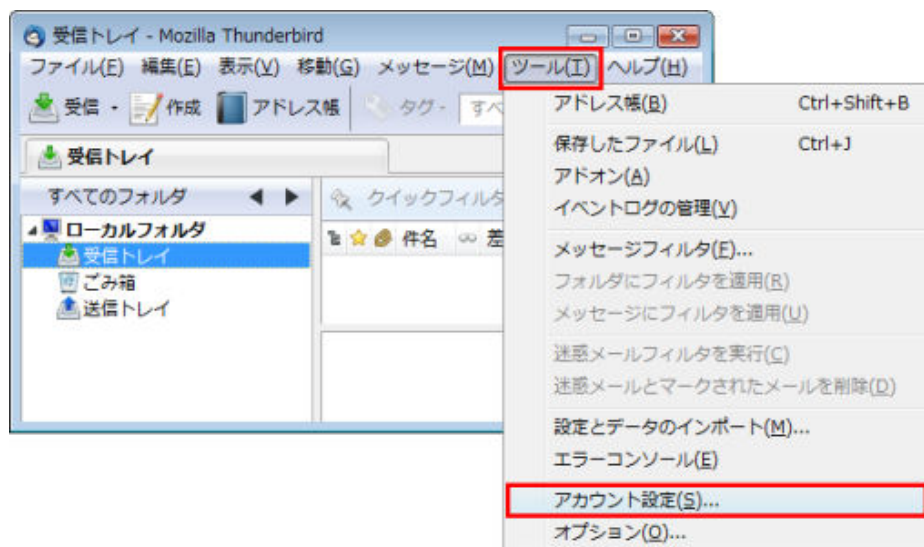 受信トレイ - Mozilla Thunderbird
ファイル(F) 編集(E) 表示(V) 移動(G) メッセージ(M) ツール(T) ヘルプ(H)
受信 作成 アドレス帳 タグ すべ
受信トレイ
すべてのフォルダ
クイックフィルタ
ローカルフォルダ
件名 差
受信トレイ
ごみ箱
送信トレイ
アドレス帳(B) Ctrl+Shift+B
保存したファイル(L) Ctrl+J
アドオン(A)
イベントログの管理(V)
メッセージフィルタ(F)...
フォルダにフィルタを適用(R)
メッセージにフィルタを適用(U)
迷惑メールフィルタを実行(C)
迷惑メールとマークされたメールを削除(D)
設定とデータのインポート(M)...
エラーコンソール(E)
アカウント設定(S)...
オプション(O)...